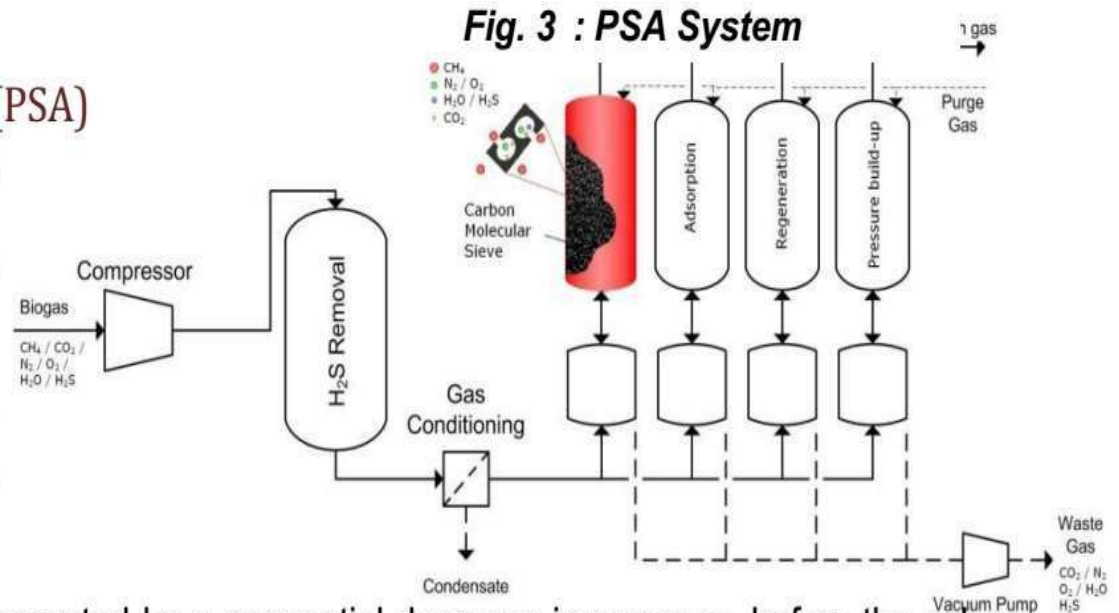 Fig. 3 : PSA System
gas
(PSA)
CH₄
N₂ / O₂
H₂O / H₂S
CO₂
Purge
Gas
Carbon
Molecular
Sieve
Adsorption
Regeneration
Pressure build-up
Compressor
Biogas
CH₄ / CO₂ /
N₂ / O₂ /
H₂O / H₂S
H₂S Removal
Gas
Conditioning
Condensate
Waste
Gas
CO₂ / N₂
O₂ / H₂O
H₂S
Vacuum Pump
before the